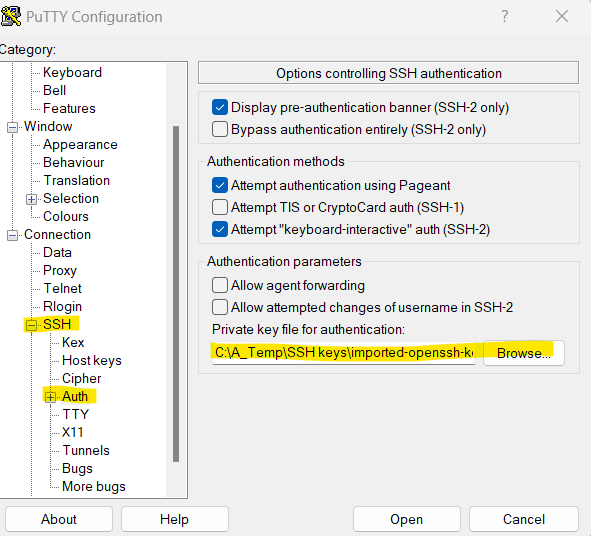 PuTTY Configuration
Category:
Keyboard
Bell
Features
Window
Appearance
Behaviour
Translation
Selection
Colours
Connection
Data
Proxy
Telnet
Rlogin
SSH
Kex
Host keys
Cipher
Auth
TTY
X11
Tunnels
Bugs
More bugs
Options controlling SSH authentication
Display pre-authentication banner (SSH-2 only)
Bypass authentication entirely (SSH-2 only)
Authentication methods
Attempt authentication using Pageant
Attempt TIS or CryptoCard auth (SSH-1)
Attempt "keyboard-interactive" auth (SSH-2)
Authentication parameters
Allow agent forwarding
Allow attempted changes of username in SSH-2
Private key file for authentication:
C:\A_Temp\SSH keys\imported-openssh-ke
Browse...
About
Help
Open
Cancel